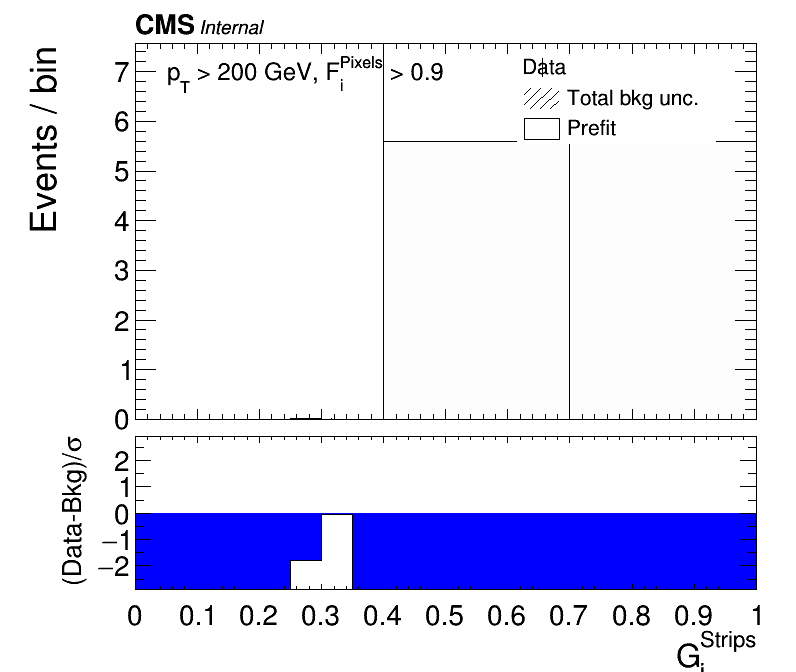 CMS Internal
Events / bin
p_T > 200 GeV, F_i^Pixels > 0.9
Data
Total bkg unc.
Prefit
7
6
5
4
3
2
1
0
(Data-Bkg)/σ
2
1
0
−1
−2
0 0.1 0.2 0.3 0.4 0.5 0.6 0.7 0.8 0.9 1
G_i^Strips